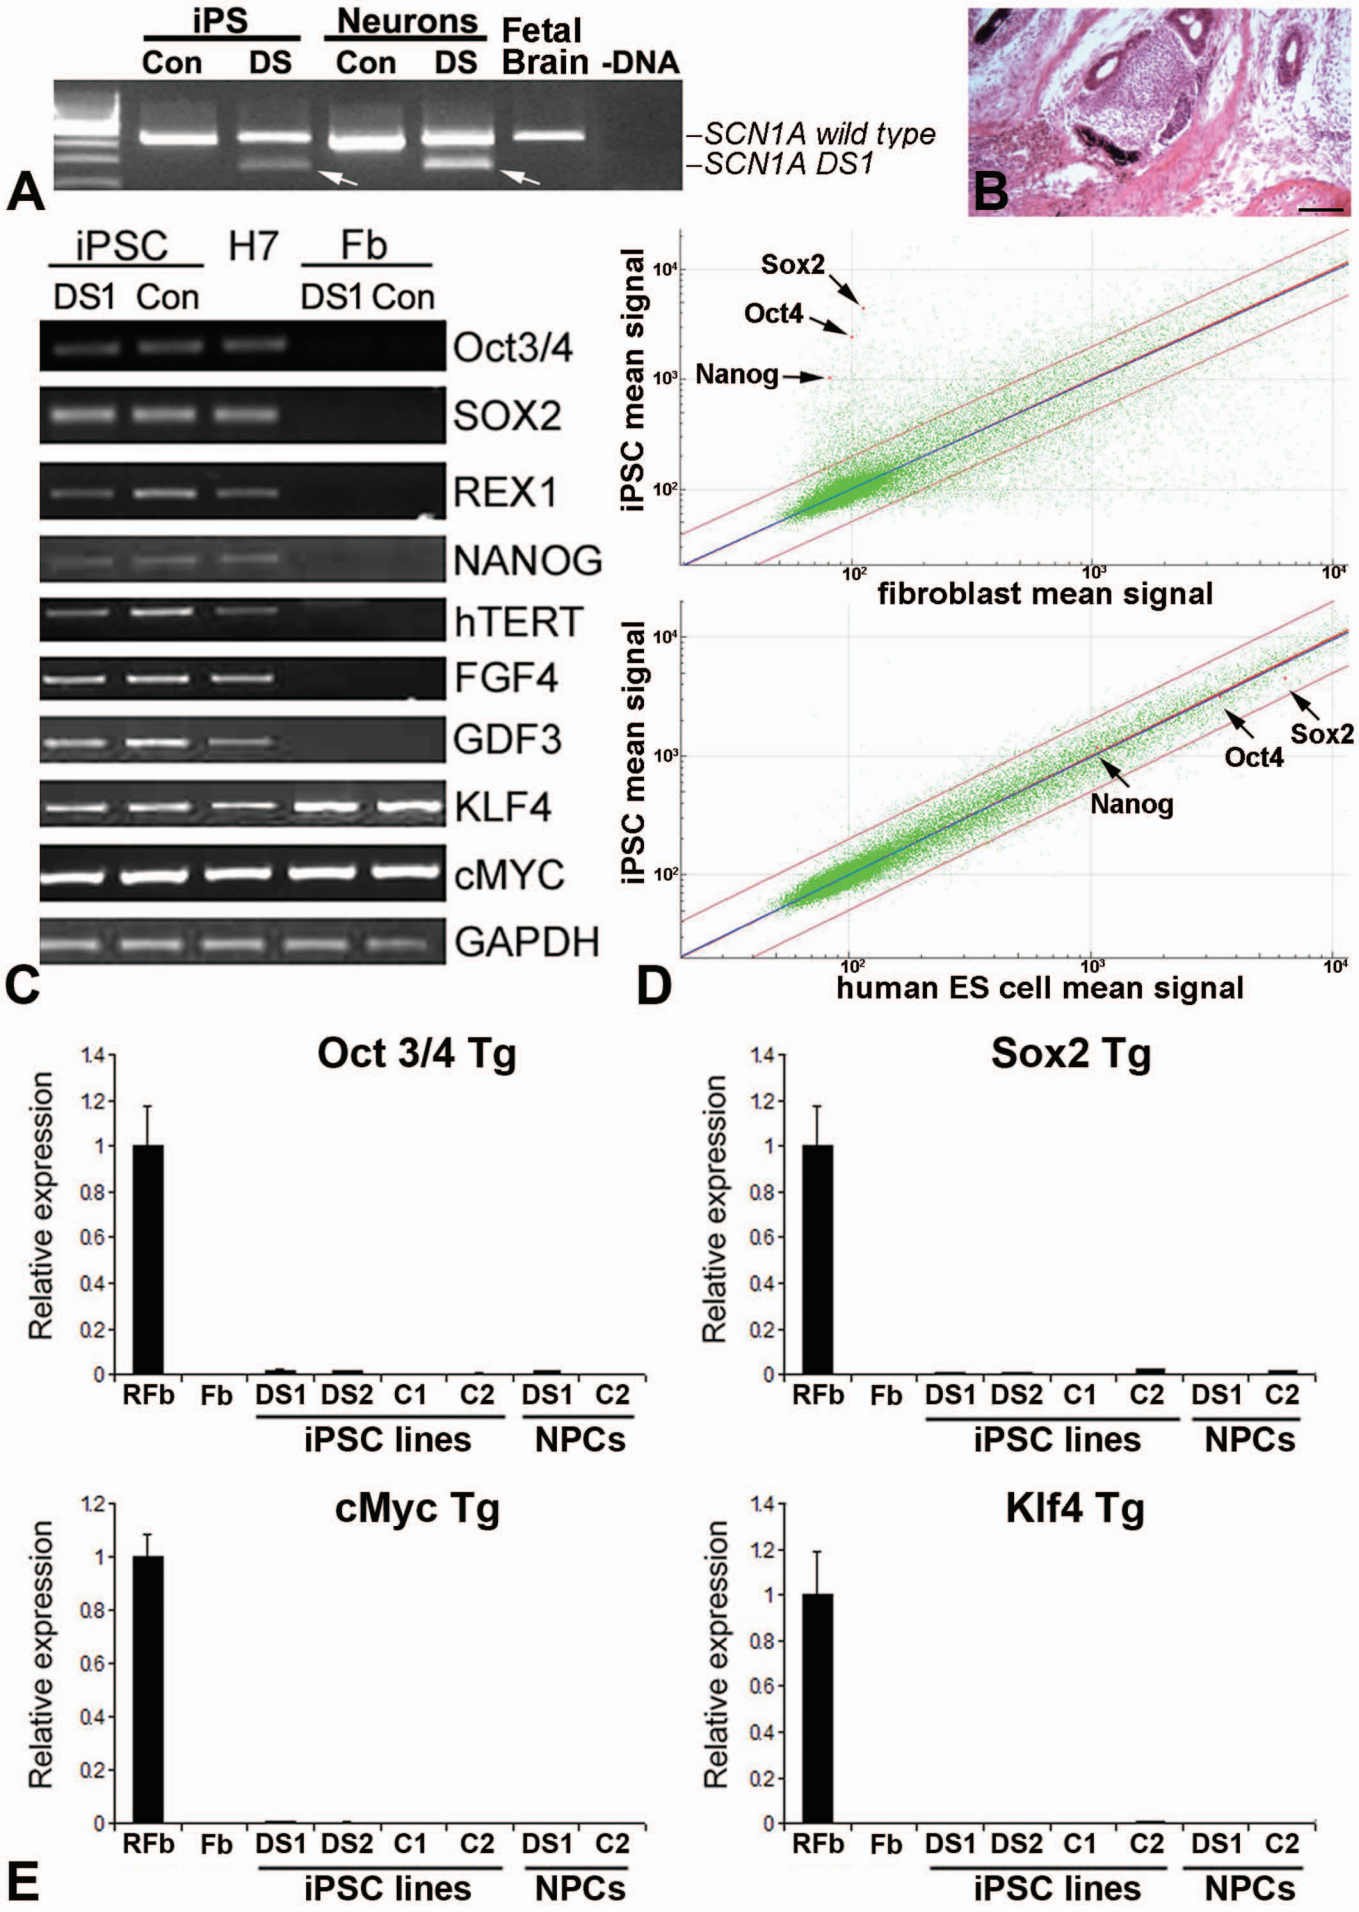 iPS Neurons Fetal
Con DS Con DS Brain -DNA
–SCN1A wild type
–SCN1A DS1
A
B
iPSC H7 Fb
DS1 Con DS1 Con
Oct3/4
SOX2
REX1
NANOG
hTERT
FGF4
GDF3
KLF4
cMYC
GAPDH
C
iPSC mean signal
10⁴
10³
10²
Sox2
Oct4
Nanog
10² 10³ 10⁴
fibroblast mean signal
iPSC mean signal
10⁴
10³
10²
Sox2
Oct4
Nanog
10² 10³ 10⁴
human ES cell mean signal
D
Oct 3/4 Tg
Relative expression
1.4
1.2
1
0.8
0.6
0.4
0.2
0
RFb Fb DS1 DS2 C1 C2 DS1 C2
iPSC lines NPCs
Sox2 Tg
Relative expression
1.4
1.2
1
0.8
0.6
0.4
0.2
0
RFb Fb DS1 DS2 C1 C2 DS1 C2
iPSC lines NPCs
cMyc Tg
Relative expression
1.2
1
0.8
0.6
0.4
0.2
0
RFb Fb DS1 DS2 C1 C2 DS1 C2
iPSC lines NPCs
Klf4 Tg
Relative expression
1.4
1.2
1
0.8
0.6
0.4
0.2
0
RFb Fb DS1 DS2 C1 C2 DS1 C2
iPSC lines NPCs
E